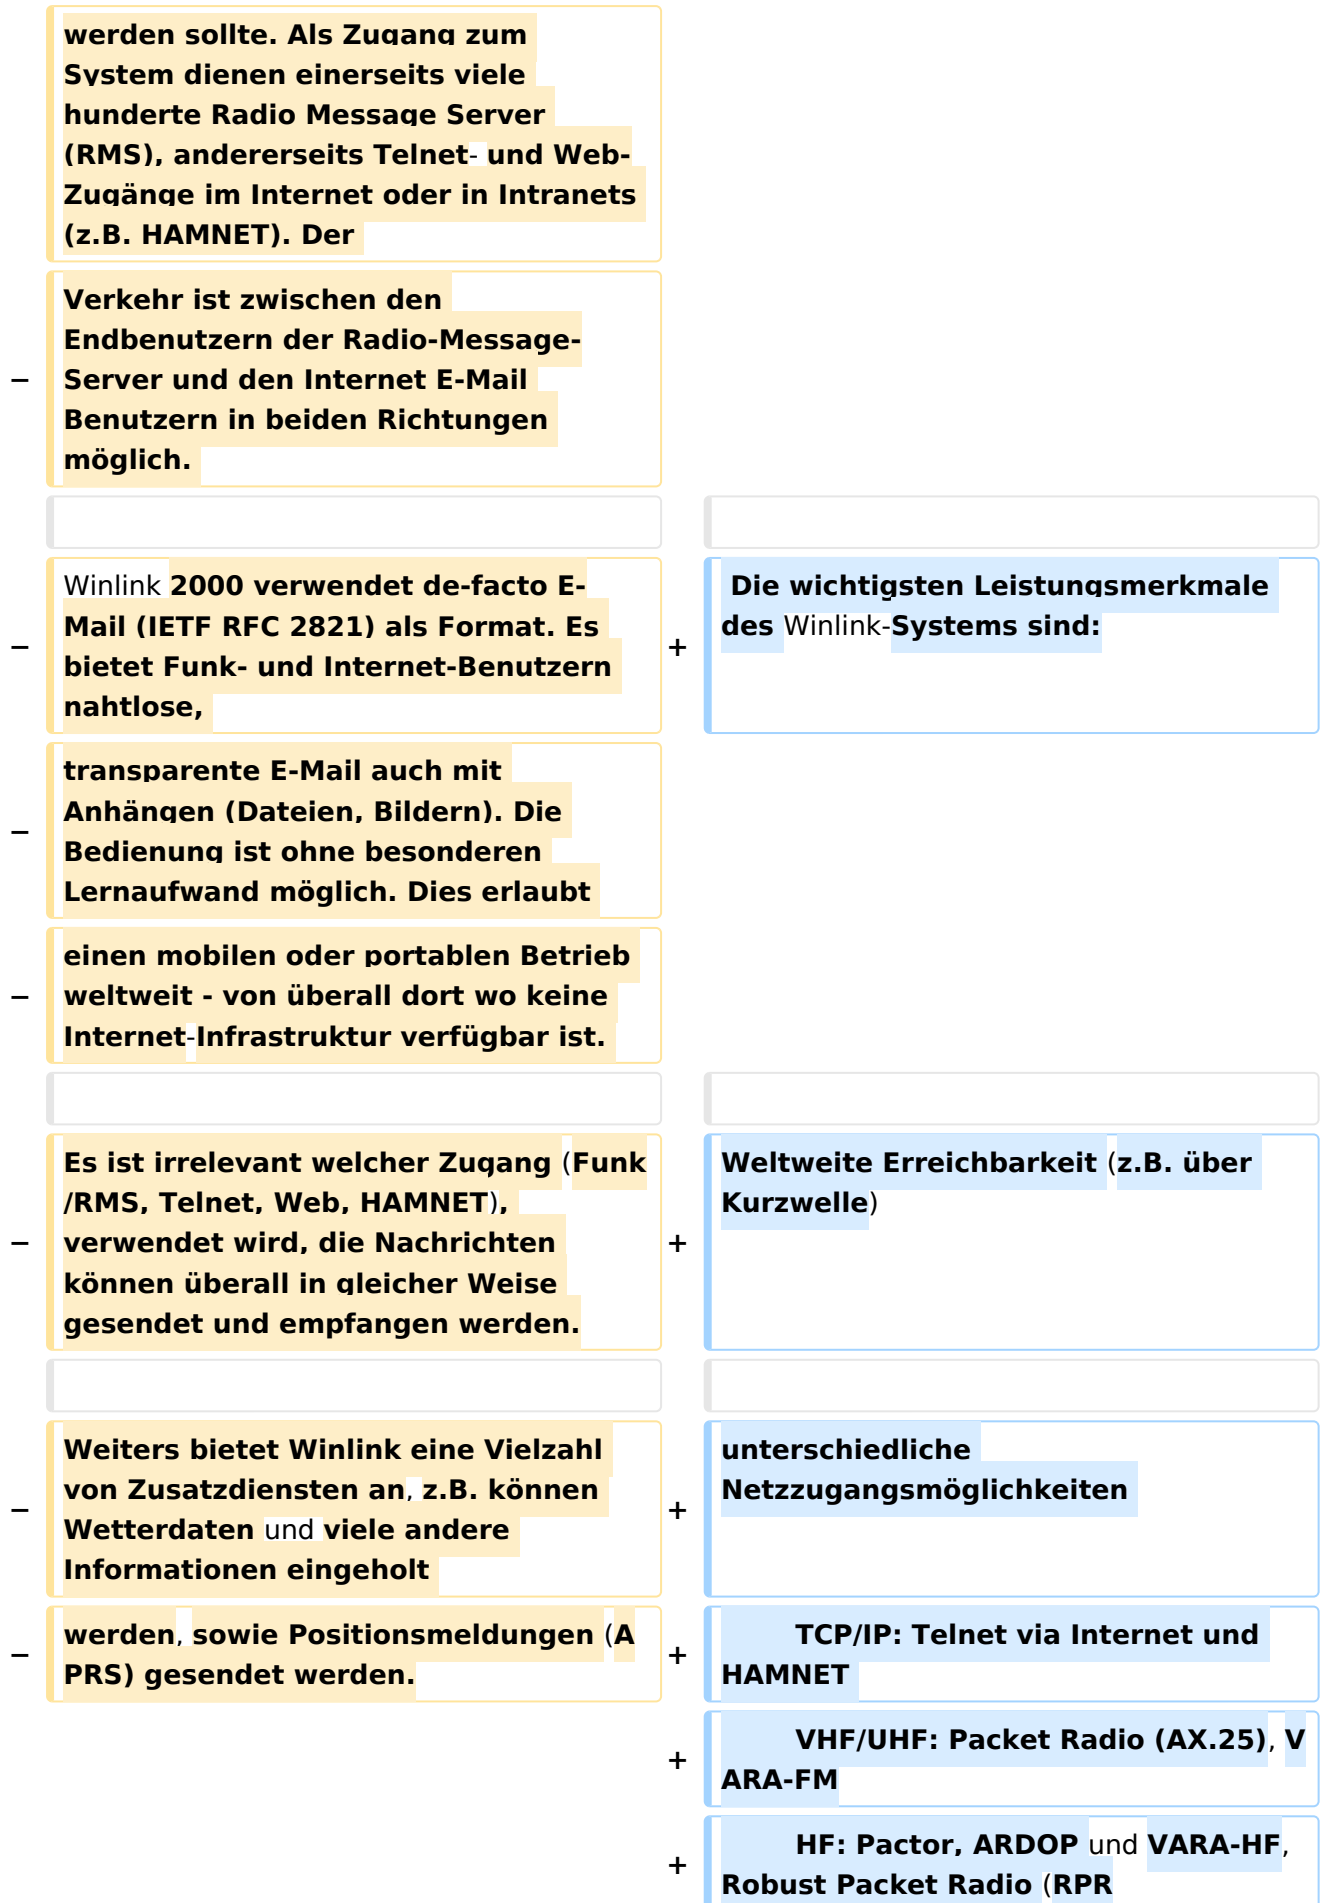 werden sollte. Als Zugang zum
System dienen einerseits viele
hunderte Radio Message Server
(RMS), andererseits Telnet- und Web-
Zugänge im Internet oder in Intranets
(z.B. HAMNET). Der
− Verkehr ist zwischen den
Endbenutzern der Radio-Message-
Server und den Internet E-Mail
Benutzern in beiden Richtungen
möglich.
− Winlink 2000 verwendet de-facto E-
Mail (IETF RFC 2821) als Format. Es
bietet Funk- und Internet-Benutzern
nahtlose,
+ Die wichtigsten Leistungsmerkmale
des Winlink-Systems sind:
− transparente E-Mail auch mit
Anhängen (Dateien, Bildern). Die
Bedienung ist ohne besonderen
Lernaufwand möglich. Dies erlaubt
− einen mobilen oder portablen Betrieb
weltweit - von überall dort wo keine
Internet-Infrastruktur verfügbar ist.
− Es ist irrelevant welcher Zugang (Funk
/RMS, Telnet, Web, HAMNET),
verwendet wird, die Nachrichten
können überall in gleicher Weise
gesendet und empfangen werden.
+ Weltweite Erreichbarkeit (z.B. über
Kurzwelle)
− Weiters bietet Winlink eine Vielzahl
von Zusatzdiensten an, z.B. können
Wetterdaten und viele andere
Informationen eingeholt
+ unterschiedliche
Netzzugangsmöglichkeiten
− werden, sowie Positionsmeldungen (A
PRS) gesendet werden.
+ TCP/IP: Telnet via Internet und
HAMNET
+ VHF/UHF: Packet Radio (AX.25), V
ARA-FM
+ HF: Pactor, ARDOP und VARA-HF,
Robust Packet Radio (RPR